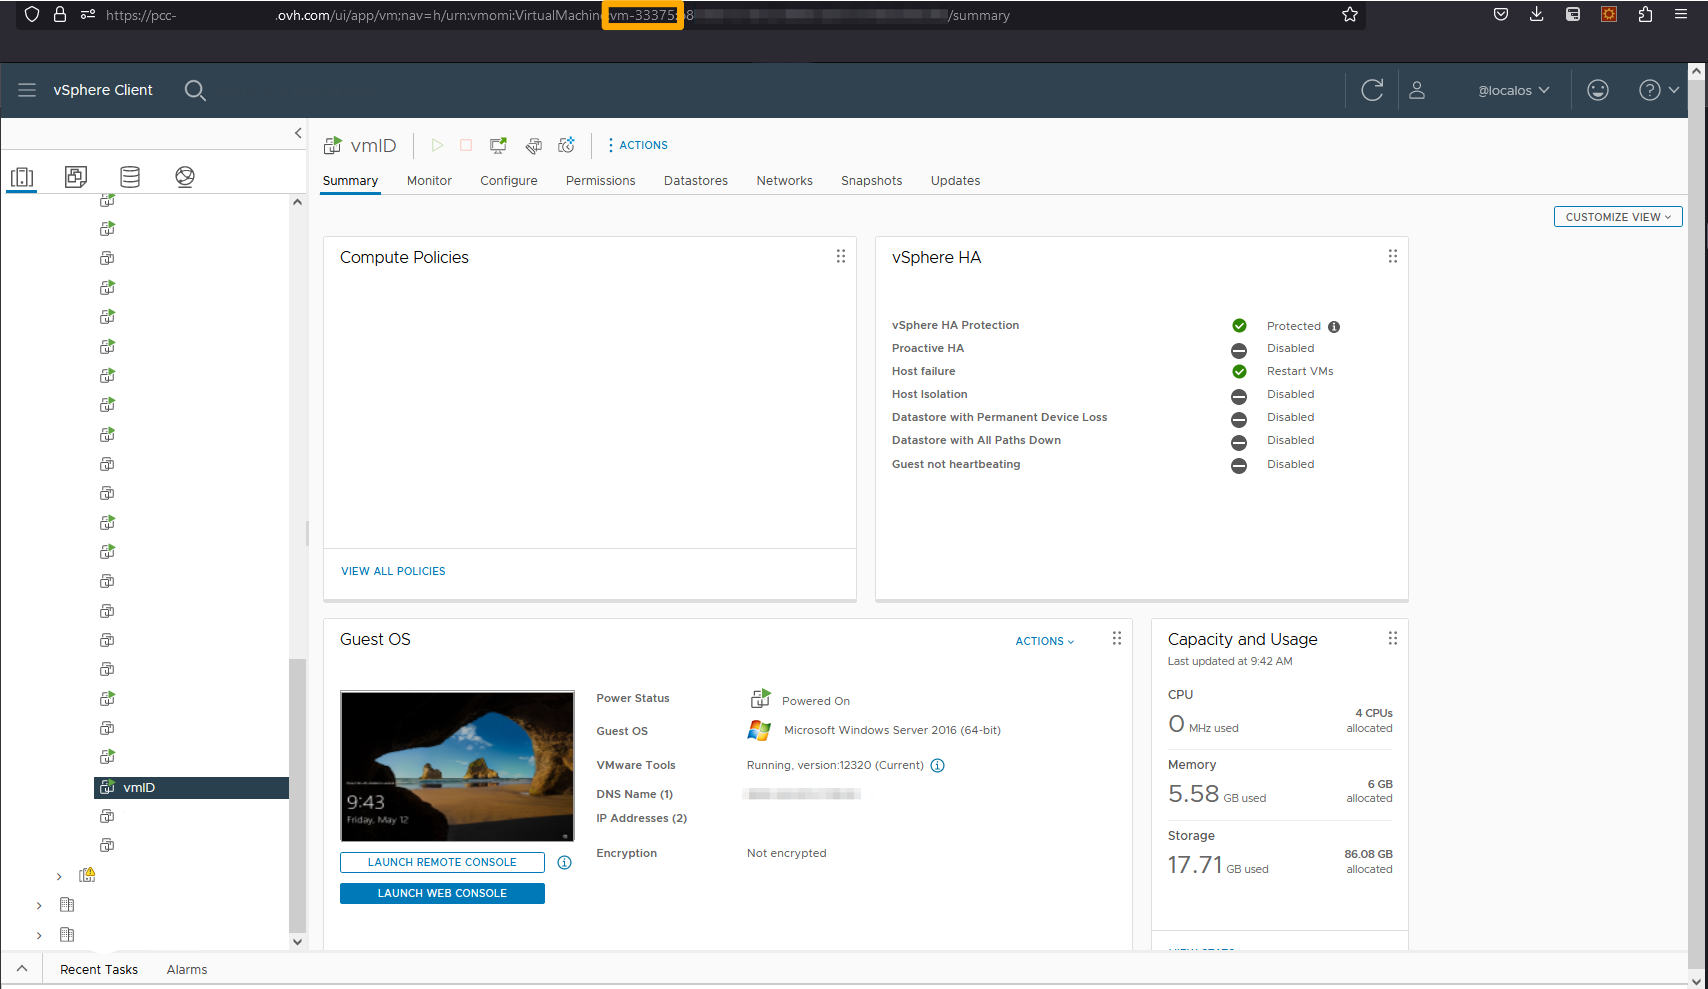 https://pcc- .ovh.com/ui/app/vm;nav=h/urn:vmomi:VirtualMachine:vm-33375: 8 /summary
vSphere Client
@localos
vmID
ACTIONS
Summary
Monitor
Configure
Permissions
Datastores
Networks
Snapshots
Updates
CUSTOMIZE VIEW
Compute Policies
VIEW ALL POLICIES
vSphere HA
vSphere HA Protection Protected
Proactive HA Disabled
Host failure Restart VMs
Host Isolation Disabled
Datastore with Permanent Device Loss Disabled
Datastore with All Paths Down Disabled
Guest not heartbeating Disabled
Guest OS
ACTIONS
9:43
Friday, May 12
LAUNCH REMOTE CONSOLE
LAUNCH WEB CONSOLE
Power Status Powered On
Guest OS Microsoft Windows Server 2016 (64-bit)
VMware Tools Running, version:12320 (Current)
DNS Name (1)
IP Addresses (2)
Encryption Not encrypted
Capacity and Usage
Last updated at 9:42 AM
CPU
0 MHz used
4 CPUs
allocated
Memory
5.58 GB used
6 GB
allocated
Storage
17.71 GB used
86.08 GB
allocated
VIEW STATS
vmID
Recent Tasks
Alarms